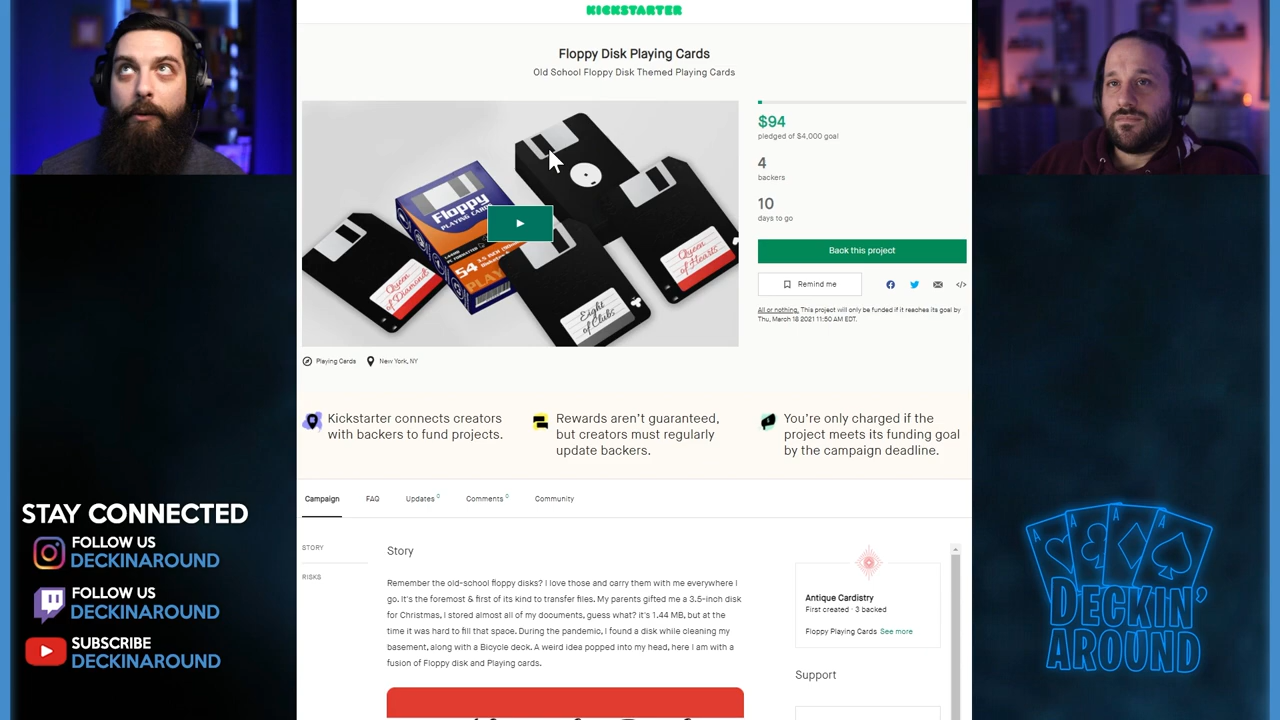 KICKSTARTER
Floppy Disk Playing Cards
Old School Floppy Disk Themed Playing Cards
Floppy
PLAYING CARDS
54 3.5 INCH
PLAY
Queen
of Diamonds
Eight
of Clubs
Queen
of Hearts
$94
pledged of $4,000 goal
4
backers
10
days to go
Back this project
Remind me
All or nothing. This project will only be funded if it reaches its goal by
Thu, March 18 2021 11:50 AM EDT.
Playing Cards
New York, NY
Kickstarter connects creators
with backers to fund projects.
Rewards aren't guaranteed,
but creators must regularly
update backers.
You're only charged if the
project meets its funding goal
by the campaign deadline.
Campaign
FAQ
Updates 0
Comments 0
Community
STORY
RISKS
Story
Remember the old-school floppy disks? I love those and carry them with me everywhere I
go. It's the foremost & first of its kind to transfer files. My parents gifted me a 3.5-inch disk
for Christmas, I stored almost all of my documents, guess what? it's 1.44 MB, but at the
time it was hard to fill that space. During the pandemic, I found a disk while cleaning my
basement, along with a Bicycle deck. A weird idea popped into my head, here I am with a
fusion of Floppy disk and Playing cards.
Antique Cardistry
First created · 3 backed
Floppy Playing Cards See more
Support
STAY CONNECTED
FOLLOW US
DECKINAROUND
FOLLOW US
DECKINAROUND
SUBSCRIBE
DECKINAROUND
A A A A
DECKIN'
AROUND